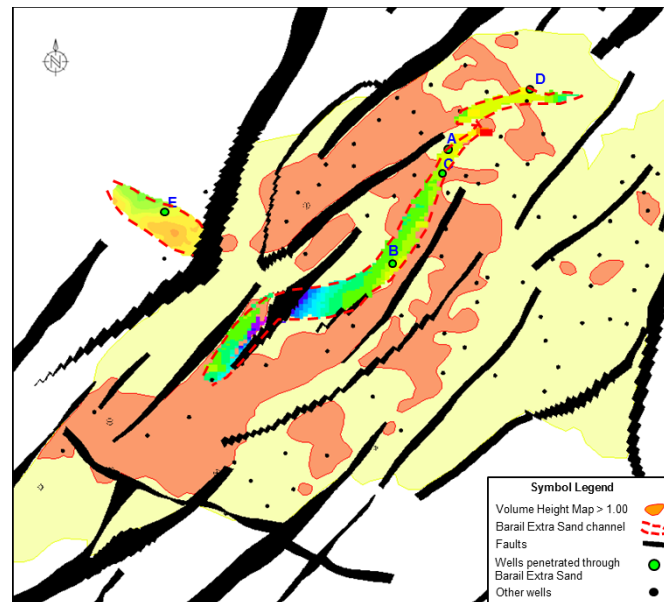 N
D
A
C
E
B
Symbol Legend
Volume Height Map > 1.00
Barail Extra Sand channel
Faults
Wells penetrated through
Barail Extra Sand
Other wells